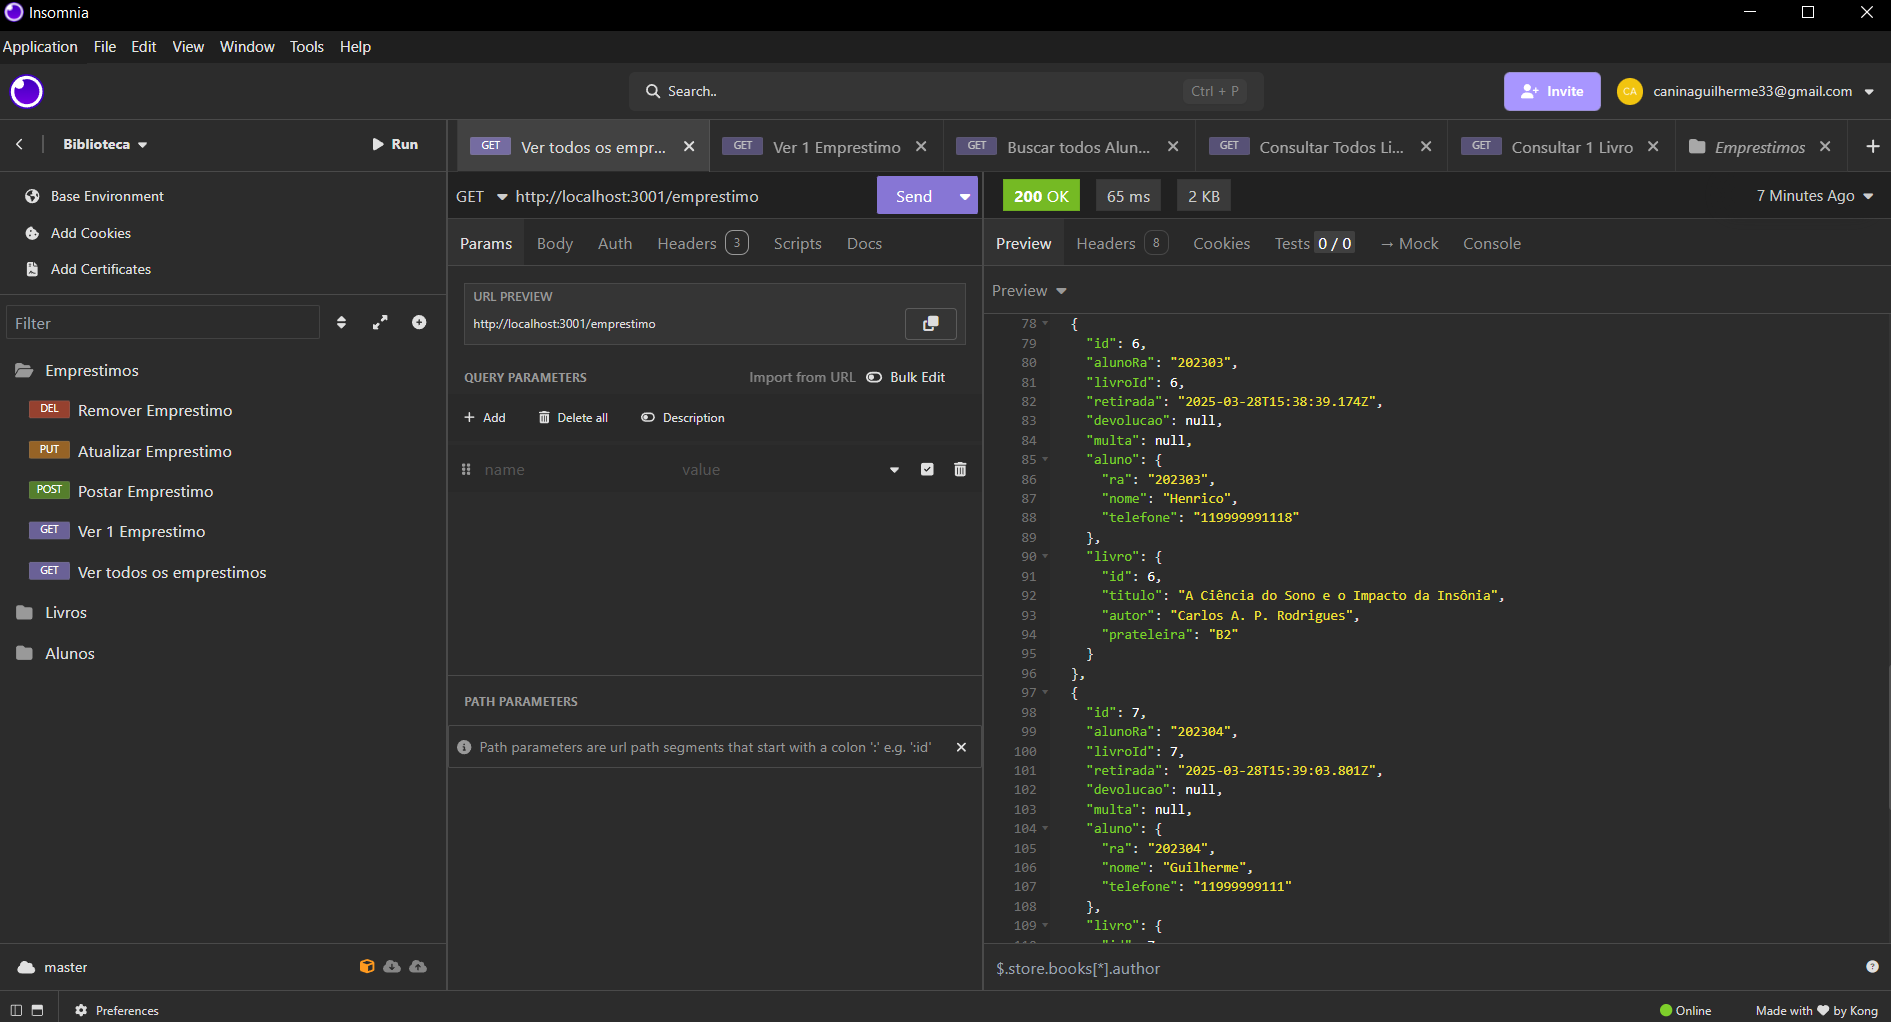 Insomnia
Application File Edit View Window Tools Help
Search.. Ctrl + P
Invite
CA caninaguilherme33@gmail.com
Biblioteca
Run
GET Ver todos os empr...
GET Ver 1 Emprestimo
GET Buscar todos Alun...
GET Consultar Todos Li...
GET Consultar 1 Livro
Emprestimos
Base Environment
Add Cookies
Add Certificates
Filter
Emprestimos
DEL Remover Emprestimo
PUT Atualizar Emprestimo
POST Postar Emprestimo
GET Ver 1 Emprestimo
GET Ver todos os emprestimos
Livros
Alunos
master
GET http://localhost:3001/emprestimo Send
Params Body Auth Headers 3 Scripts Docs
URL PREVIEW
http://localhost:3001/emprestimo
QUERY PARAMETERS Import from URL Bulk Edit
Add Delete all Description
name value
PATH PARAMETERS
Path parameters are url path segments that start with a colon ':' e.g. ':id'
200 OK 65 ms 2 KB 7 Minutes Ago
Preview Headers 8 Cookies Tests 0 / 0 → Mock Console
Preview
78 {
79 "id": 6,
80 "alunoRa": "202303",
81 "livroId": 6,
82 "retirada": "2025-03-28T15:38:39.174Z",
83 "devolucao": null,
84 "multa": null,
85 "aluno": {
86 "ra": "202303",
87 "nome": "Henrico",
88 "telefone": "119999991118"
89 },
90 "livro": {
91 "id": 6,
92 "titulo": "A Ciência do Sono e o Impacto da Insônia",
93 "autor": "Carlos A. P. Rodrigues",
94 "prateleira": "B2"
95 }
96 },
97 {
98 "id": 7,
99 "alunoRa": "202304",
100 "livroId": 7,
101 "retirada": "2025-03-28T15:39:03.801Z",
102 "devolucao": null,
103 "multa": null,
104 "aluno": {
105 "ra": "202304",
106 "nome": "Guilherme",
107 "telefone": "11999999111"
108 },
109 "livro": {
$.store.books[*].author
Preferences
Online
Made with ♥ by Kong